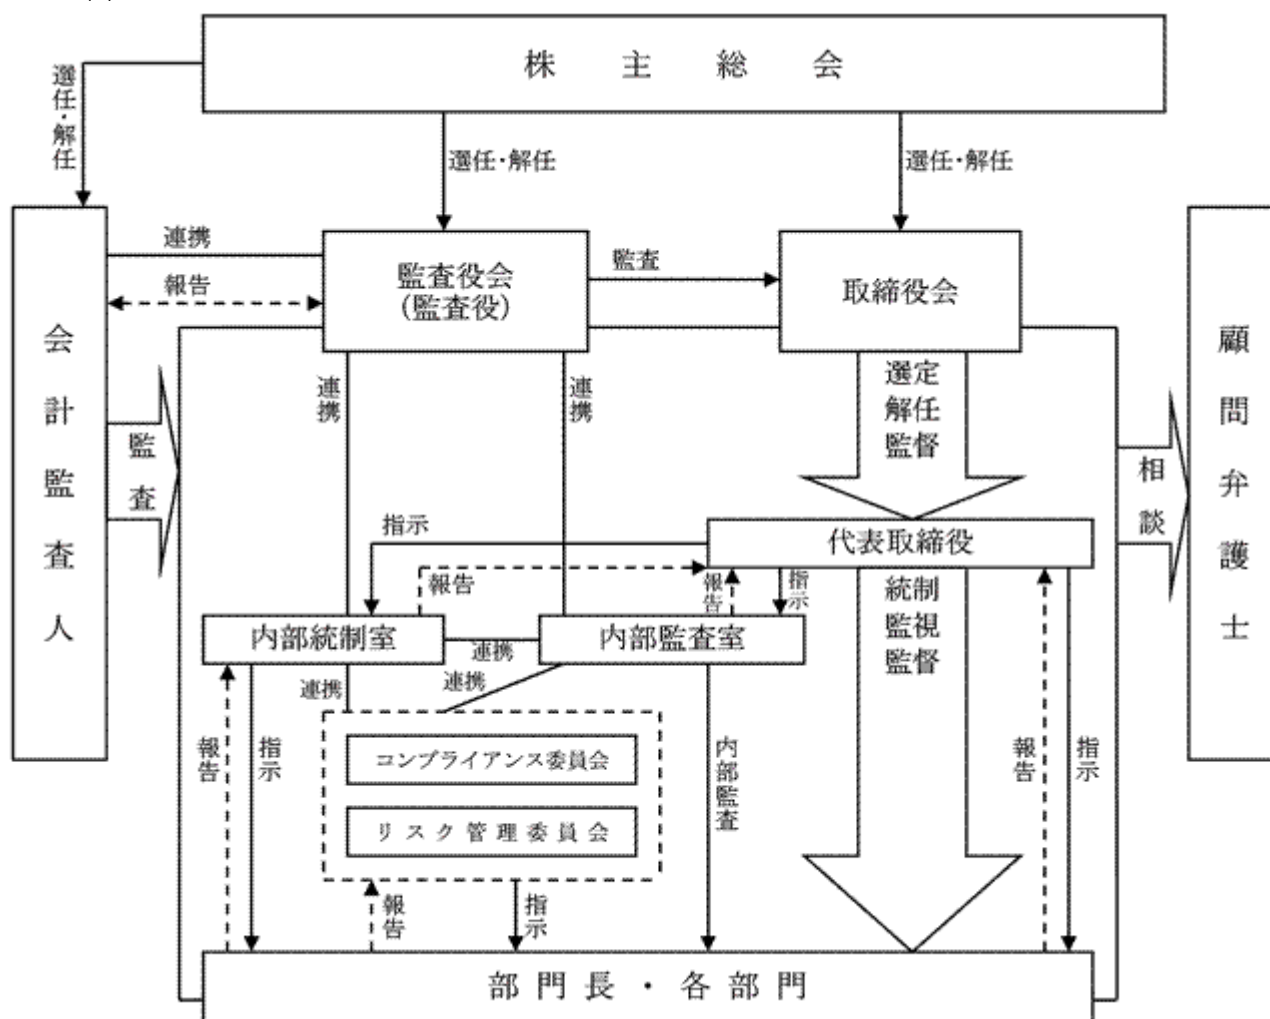 株主総会
選任・解任
選任・解任
選任・解任
会計監査人
連携
報告
監査役会
(監査役)
監査
取締役会
顧問弁護士
監査
連携
連携
選定
解任
監督
相談
指示
代表取締役
報告
報告
指示
統制
監視
監督
内部統制室
連携
内部監査室
連携
連携
報告
指示
コンプライアンス委員会
リスク管理委員会
内部監査
報告
指示
報告
指示
部門長・各部門